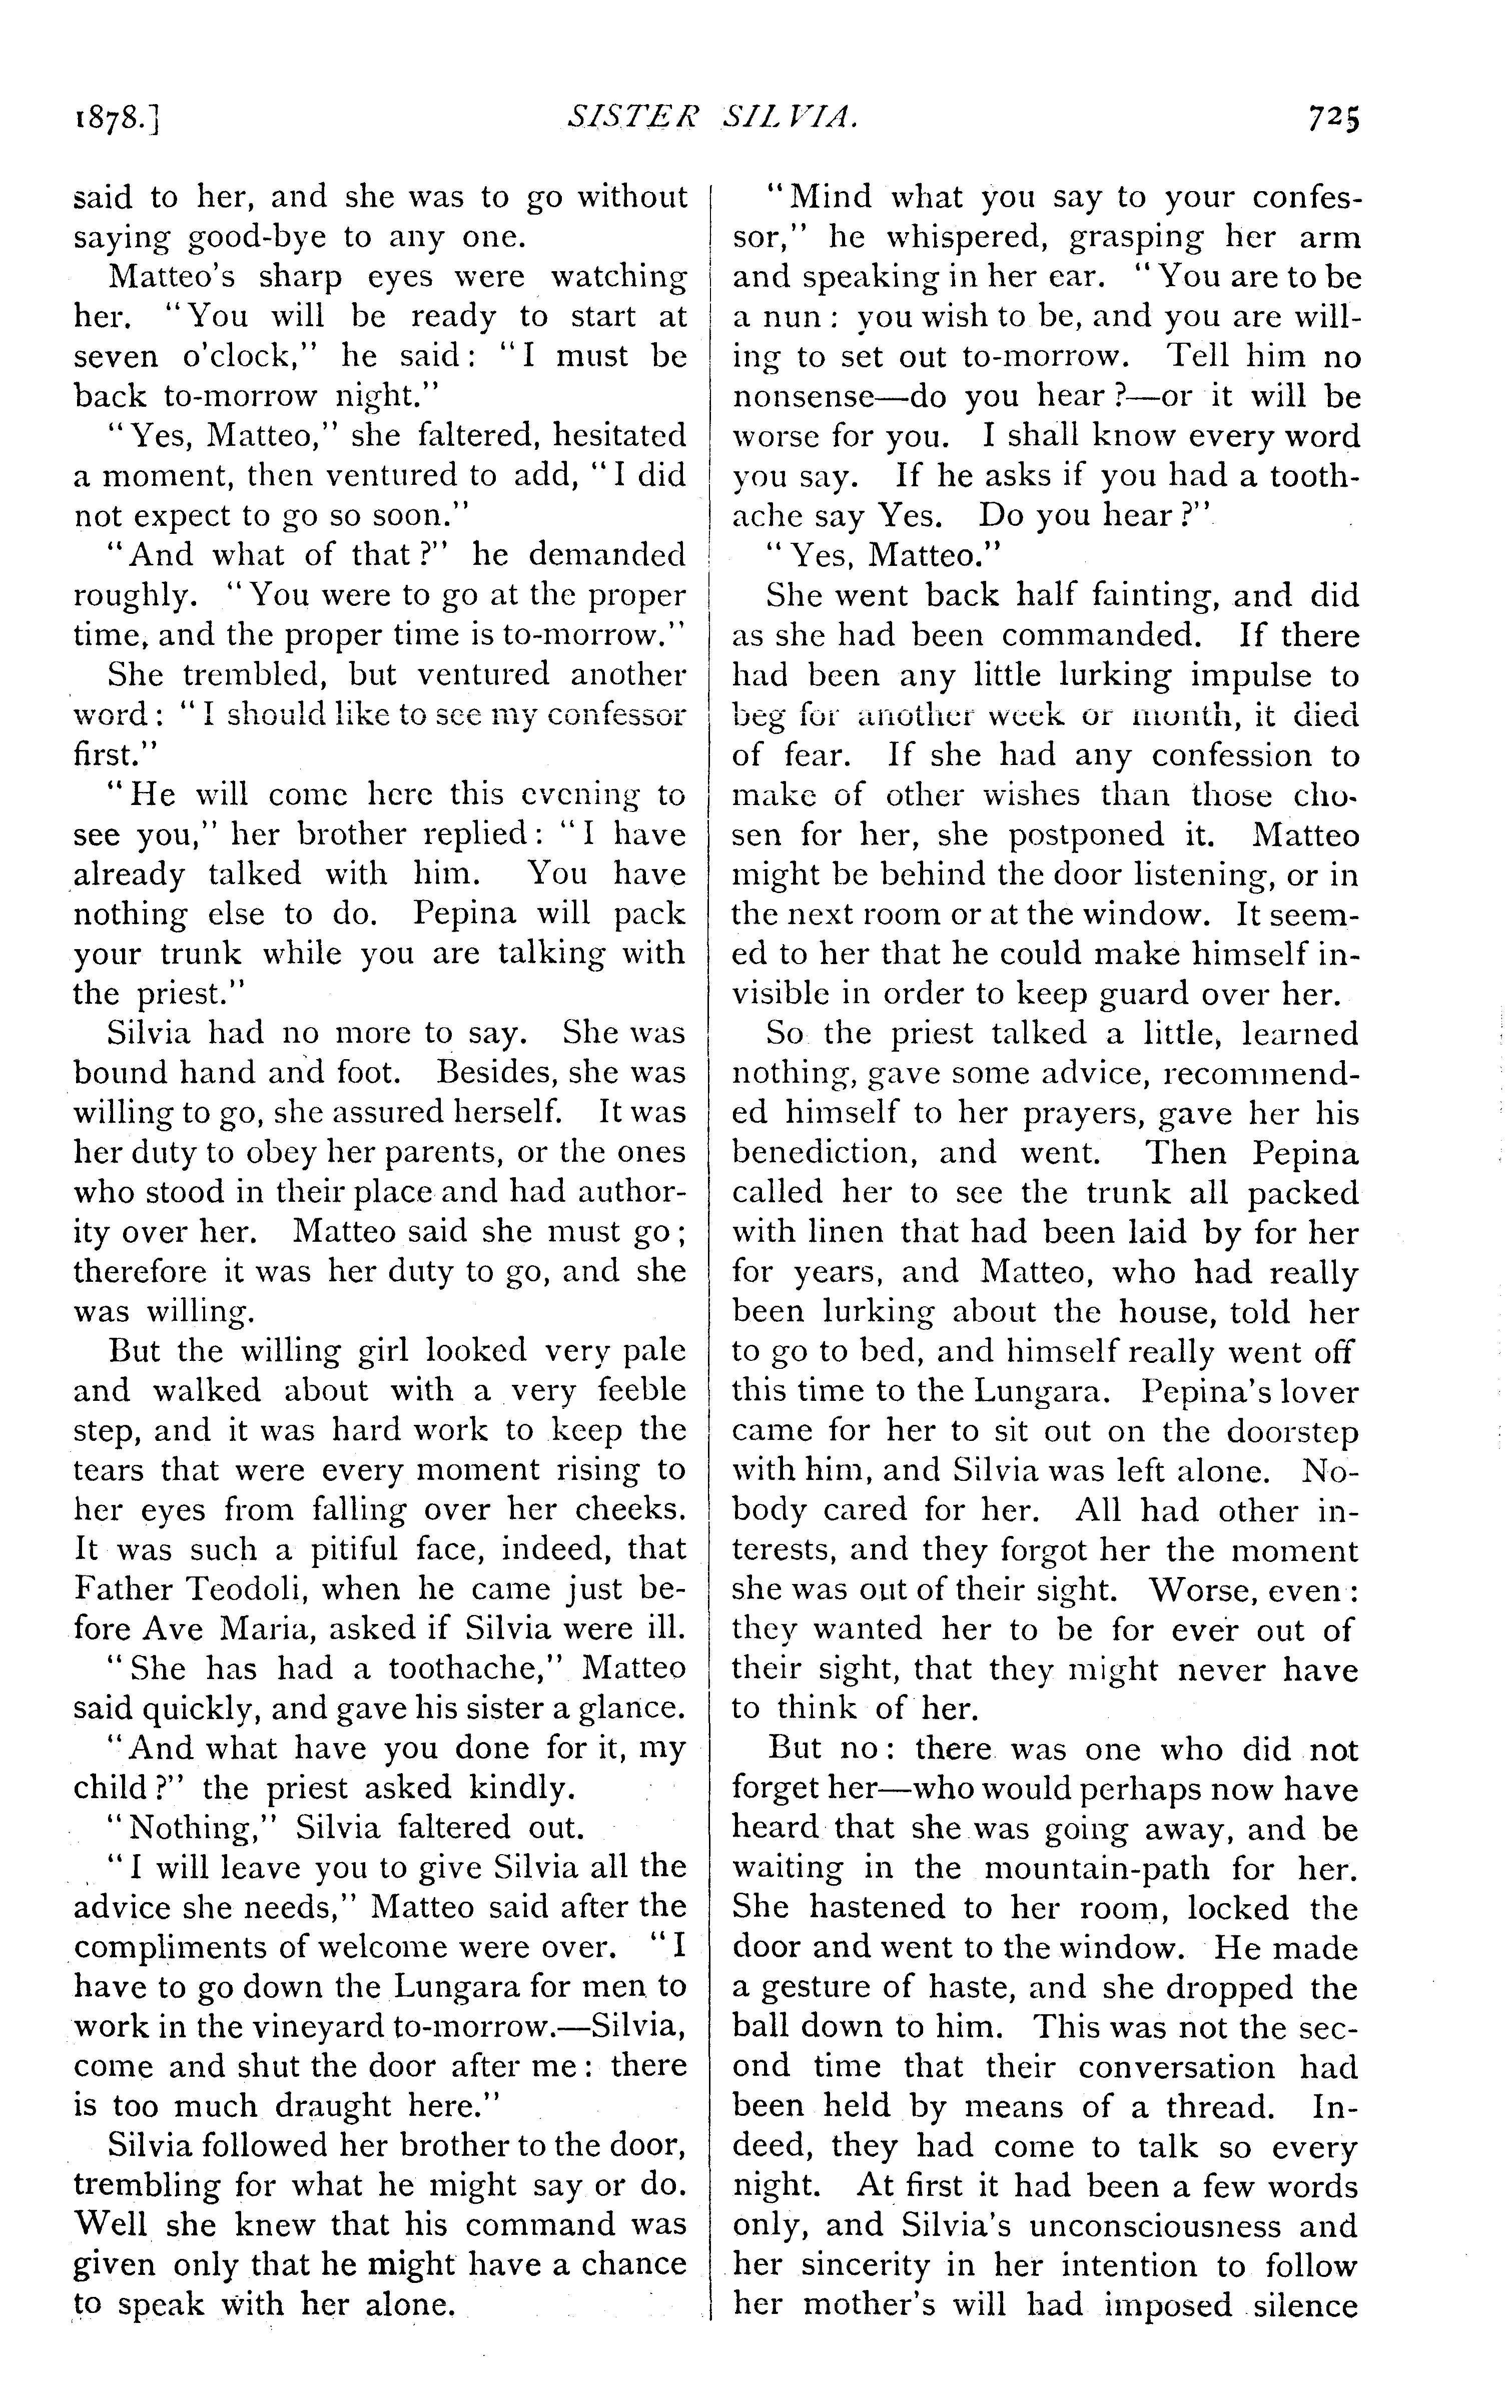 1878.] SISTER SILVIA. 725
said to her, and she was to go without
saying good-bye to any one.
Matteo's sharp eyes were watching
her. "You will be ready to start at
seven o'clock," he said: "I must be
back to-morrow night."
"Yes, Matteo," she faltered, hesitated
a moment, then ventured to add, "I did
not expect to go so soon."
"And what of that?" he demanded
roughly. "You were to go at the proper
time, and the proper time is to-morrow."
She trembled, but ventured another
word: "I should like to see my confessor
first."
"He will come here this evening to
see you," her brother replied: "I have
already talked with him. You have
nothing else to do. Pepina will pack
your trunk while you are talking with
the priest."
Silvia had no more to say. She was
bound hand and foot. Besides, she was
willing to go, she assured herself. It was
her duty to obey her parents, or the ones
who stood in their place and had author-
ity over her. Matteo said she must go;
therefore it was her duty to go, and she
was willing.
But the willing girl looked very pale
and walked about with a very feeble
step, and it was hard work to keep the
tears that were every moment rising to
her eyes from falling over her cheeks.
It was such a pitiful face, indeed, that
Father Teodoli, when he came just be-
fore Ave Maria, asked if Silvia were ill.
"She has had a toothache," Matteo
said quickly, and gave his sister a glance.
"And what have you done for it, my
child?" the priest asked kindly.
"Nothing," Silvia faltered out.
"I will leave you to give Silvia all the
advice she needs," Matteo said after the
compliments of welcome were over. "I
have to go down the Lungara for men to
work in the vineyard to-morrow.—Silvia,
come and shut the door after me: there
is too much draught here."
Silvia followed her brother to the door,
trembling for what he might say or do.
Well she knew that his command was
given only that he might have a chance
to speak with her alone.
"Mind what you say to your confes-
sor," he whispered, grasping her arm
and speaking in her ear. "You are to be
a nun: you wish to be, and you are will-
ing to set out to-morrow. Tell him no
nonsense—do you hear?—or it will be
worse for you. I shall know every word
you say. If he asks if you had a tooth-
ache say Yes. Do you hear?"
"Yes, Matteo."
She went back half fainting, and did
as she had been commanded. If there
had been any little lurking impulse to
beg for another week or month, it died
of fear. If she had any confession to
make of other wishes than those cho-
sen for her, she postponed it. Matteo
might be behind the door listening, or in
the next room or at the window. It seem-
ed to her that he could make himself in-
visible in order to keep guard over her.
So the priest talked a little, learned
nothing, gave some advice, recommend-
ed himself to her prayers, gave her his
benediction, and went. Then Pepina
called her to see the trunk all packed
with linen that had been laid by for her
for years, and Matteo, who had really
been lurking about the house, told her
to go to bed, and himself really went off
this time to the Lungara. Pepina's lover
came for her to sit out on the doorstep
with him, and Silvia was left alone. No-
body cared for her. All had other in-
terests, and they forgot her the moment
she was out of their sight. Worse, even:
they wanted her to be for ever out of
their sight, that they might never have
to think of her.
But no: there was one who did not
forget her—who would perhaps now have
heard that she was going away, and be
waiting in the mountain-path for her.
She hastened to her room, locked the
door and went to the window. He made
a gesture of haste, and she dropped the
ball down to him. This was not the sec-
ond time that their conversation had
been held by means of a thread. In-
deed, they had come to talk so every
night. At first it had been a few words
only, and Silvia's unconsciousness and
her sincerity in her intention to follow
her mother's will had imposed silence